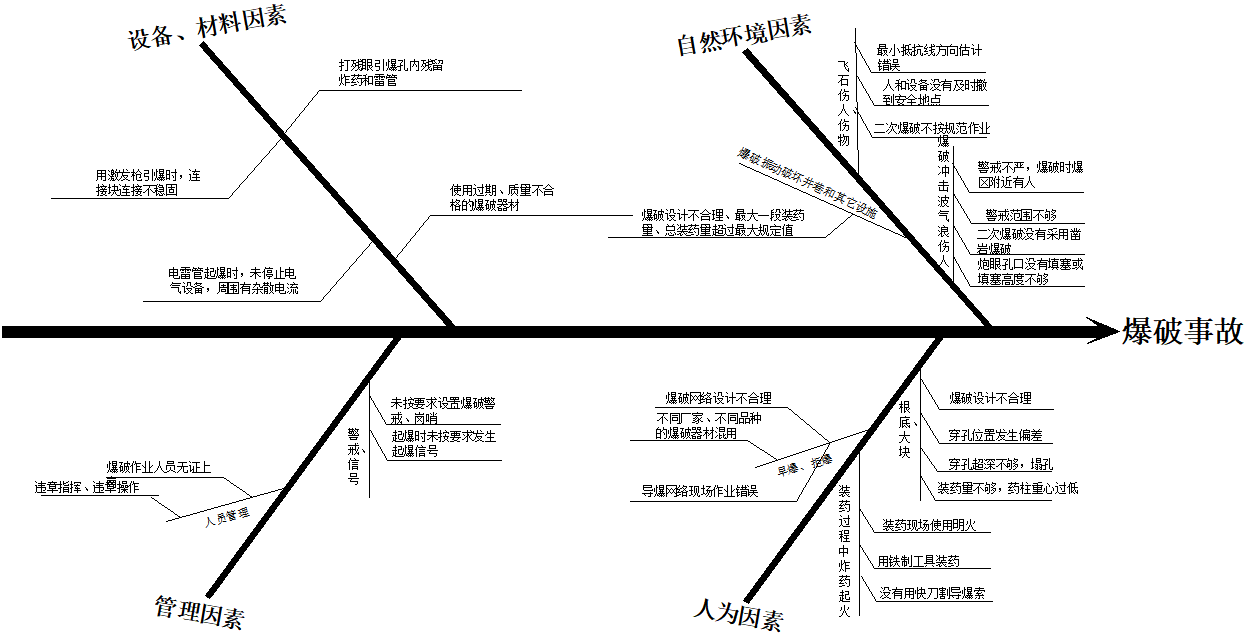 设备、材料因素
打残眼引爆孔内残留
炸药和雷管
用激发枪引爆时，连
接块连接不稳固
使用过期、质量不合
格的爆破器材
电雷管起爆时，未停止电
气设备，周围有杂散电流
自然环境因素
飞石伤人、伤物
最小抵抗线方向估计
错误
人和设备没有及时撤
到安全地点
二次爆破不按规范作业
爆破振动破坏井巷和其它设施
爆破设计不合理、最大一段装药
量、总装药量超过最大规定值
爆破冲击波气浪伤人
警戒不严，爆破时爆
区附近有人
警戒范围不够
二次爆破没有采用凿
岩爆破
炮眼孔口没有填塞或
填塞高度不够
爆破事故
警戒、信号
未按要求设置爆破警
戒、岗哨
起爆时未按要求发生
起爆信号
爆破作业人员无证上
违章指挥、违章操作
人员管理
管理因素
爆破网络设计不合理
不同厂家、不同品种
的爆破器材混用
早爆、拒爆
导爆网络现场作业错误
根底、大块
爆破设计不合理
穿孔位置发生偏差
穿孔超深不够，塌孔
装药量不够，药柱重心过低
装药过程中炸药起火
装药现场使用明火
用铁制工具装药
没有用快刀割导爆索
人为因素